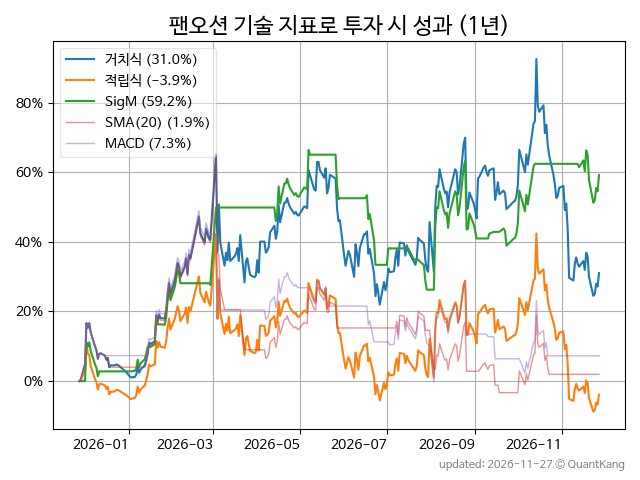 팬오션 기술 지표로 투자 시 성과 (1년)
거치식 (31.0%)
적립식 (-3.9%)
SigM (59.2%)
SMA(20) (1.9%)
MACD (7.3%)
80%
60%
40%
20%
0%
2026-01 2026-03 2026-05 2026-07 2026-09 2026-11
updated: 2026-11-27 © QuantKang